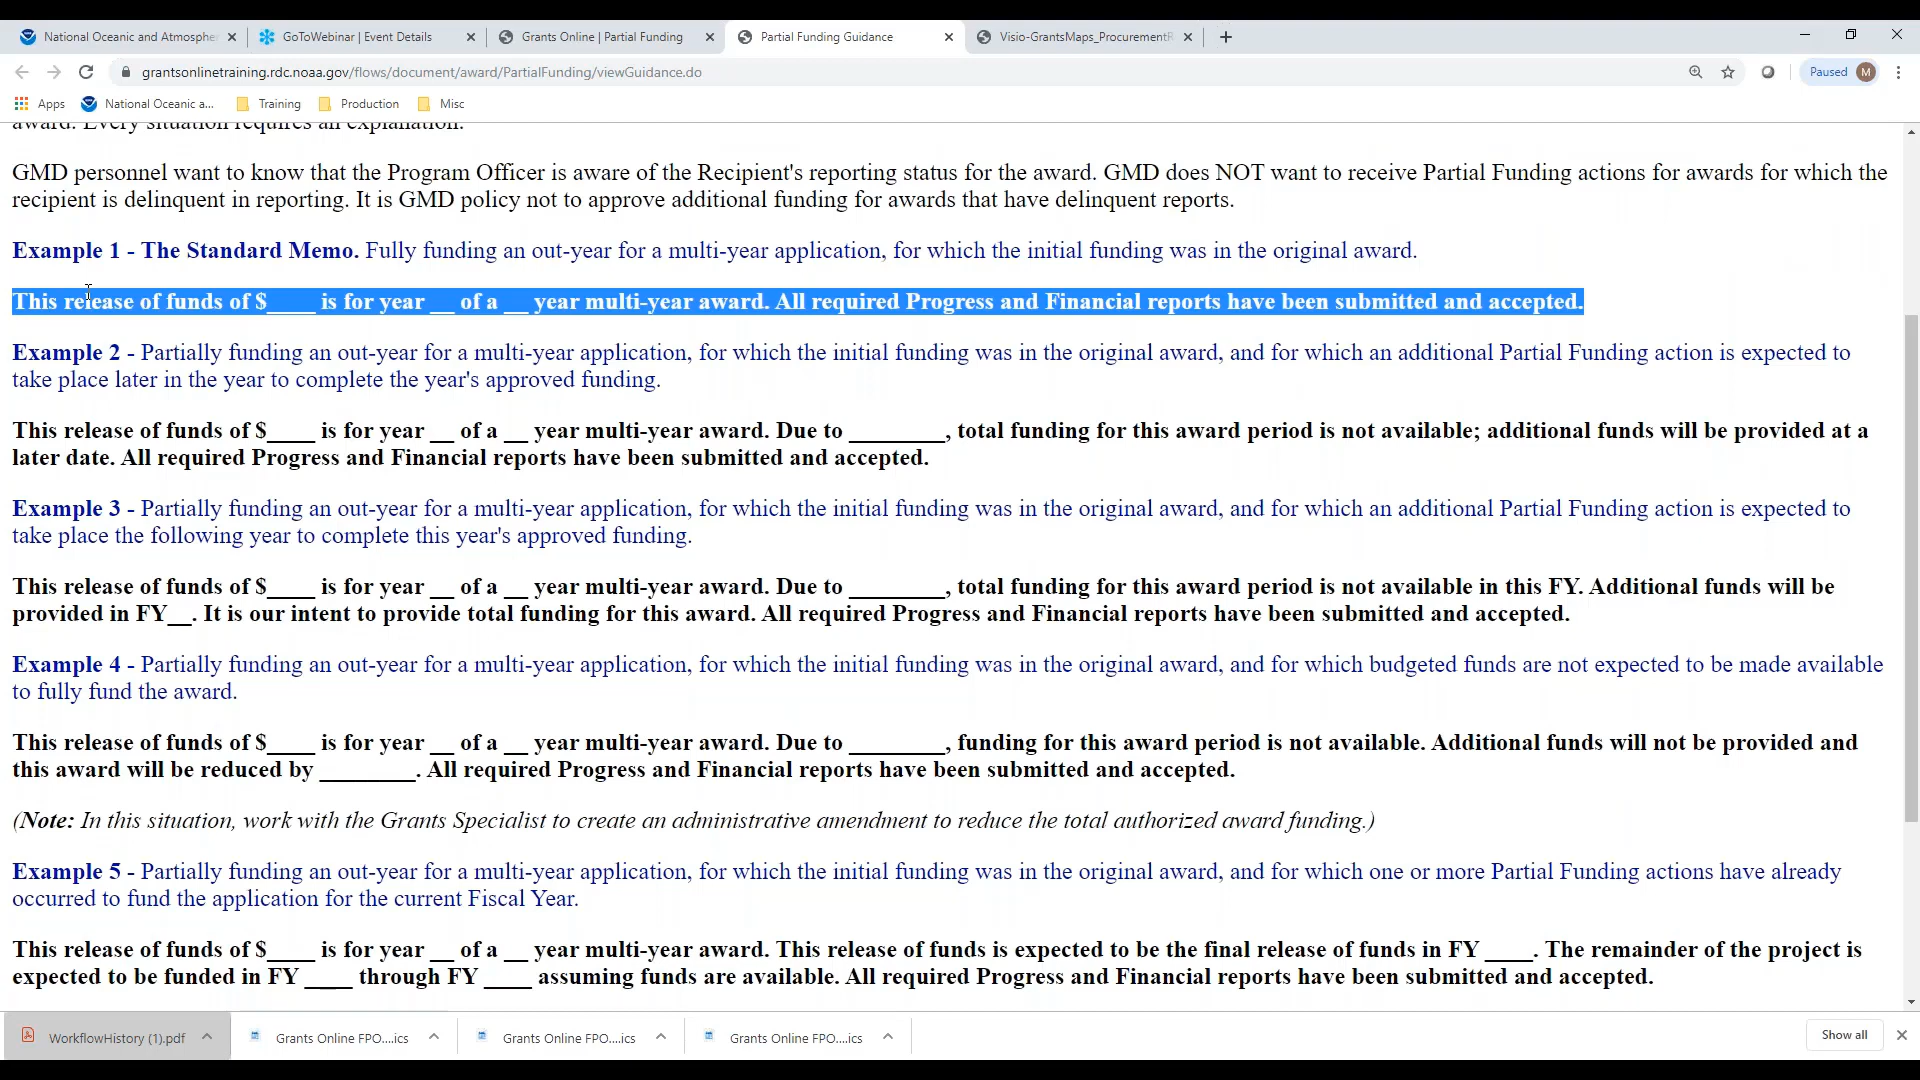 National Oceanic and Atmosphe
GoToWebinar | Event Details
Grants Online | Partial Funding
Partial Funding Guidance
Visio-GrantsMaps_ProcurementR
grantsonlinetraining.rdc.noaa.gov/flows/document/award/PartialFunding/viewGuidance.do
Paused M
Apps National Oceanic a... Training Production Misc
award. Every situation requires an explanation.
GMD personnel want to know that the Program Officer is aware of the Recipient's reporting status for the award. GMD does NOT want to receive Partial Funding actions for awards for which the
recipient is delinquent in reporting. It is GMD policy not to approve additional funding for awards that have delinquent reports.
Example 1 - The Standard Memo. Fully funding an out-year for a multi-year application, for which the initial funding was in the original award.
This release of funds of $____ is for year __ of a __ year multi-year award. All required Progress and Financial reports have been submitted and accepted.
Example 2 - Partially funding an out-year for a multi-year application, for which the initial funding was in the original award, and for which an additional Partial Funding action is expected to
take place later in the year to complete the year's approved funding.
This release of funds of $____ is for year __ of a __ year multi-year award. Due to ________, total funding for this award period is not available; additional funds will be provided at a
later date. All required Progress and Financial reports have been submitted and accepted.
Example 3 - Partially funding an out-year for a multi-year application, for which the initial funding was in the original award, and for which an additional Partial Funding action is expected to
take place the following year to complete this year's approved funding.
This release of funds of $____ is for year __ of a __ year multi-year award. Due to ________, total funding for this award period is not available in this FY. Additional funds will be
provided in FY__. It is our intent to provide total funding for this award. All required Progress and Financial reports have been submitted and accepted.
Example 4 - Partially funding an out-year for a multi-year application, for which the initial funding was in the original award, and for which budgeted funds are not expected to be made available
to fully fund the award.
This release of funds of $____ is for year __ of a __ year multi-year award. Due to ________, funding for this award period is not available. Additional funds will not be provided and
this award will be reduced by ________. All required Progress and Financial reports have been submitted and accepted.
(Note: In this situation, work with the Grants Specialist to create an administrative amendment to reduce the total authorized award funding.)
Example 5 - Partially funding an out-year for a multi-year application, for which the initial funding was in the original award, and for which one or more Partial Funding actions have already
occurred to fund the application for the current Fiscal Year.
This release of funds of $____ is for year __ of a __ year multi-year award. This release of funds is expected to be the final release of funds in FY ____. The remainder of the project is
expected to be funded in FY ____ through FY ____ assuming funds are available. All required Progress and Financial reports have been submitted and accepted.
WorkflowHistory (1).pdf
Grants Online FPO....ics
Grants Online FPO....ics
Grants Online FPO....ics
Show all